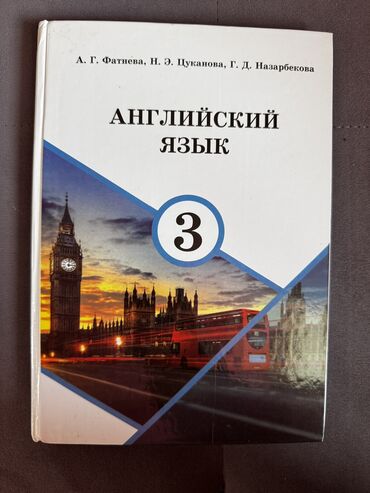 А. Г. Фатнева, Н. Э. Цуканова, Г. Д. Назарбекова
АНГЛИЙСКИЙ
ЯЗЫК
3